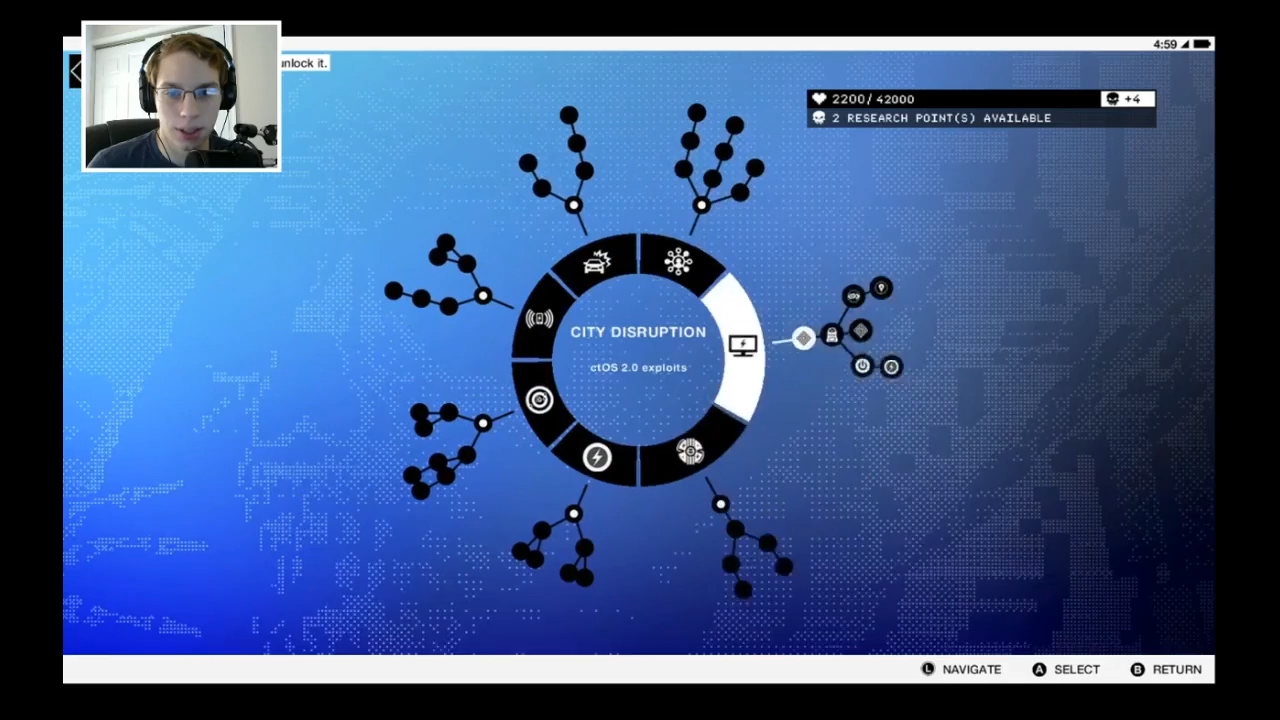 4:59
unlock it.
2200/42000
+4
2 RESEARCH POINT(S) AVAILABLE
CITY DISRUPTION
ctOS 2.0 exploits
L NAVIGATE
A SELECT
B RETURN